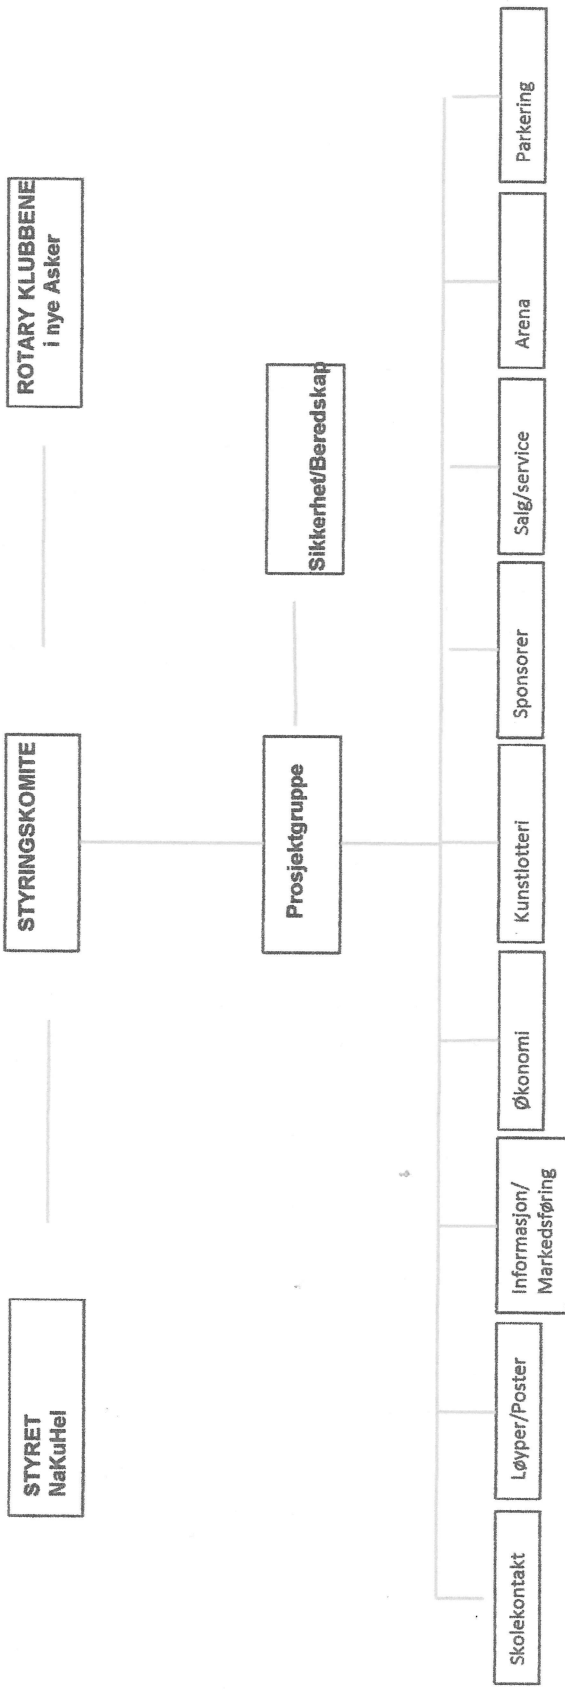 STYRET
NaKuHel
STYRINGSKOMITE
ROTARY KLUBBENE
i nye Asker
Prosjektgruppe
Sikkerhet/Beredskap
Skolekontakt
Løyper/Poster
Informasjon/
Markedsføring
Økonomi
Kunstlotteri
Sponsorer
Salg/service
Arena
Parkering